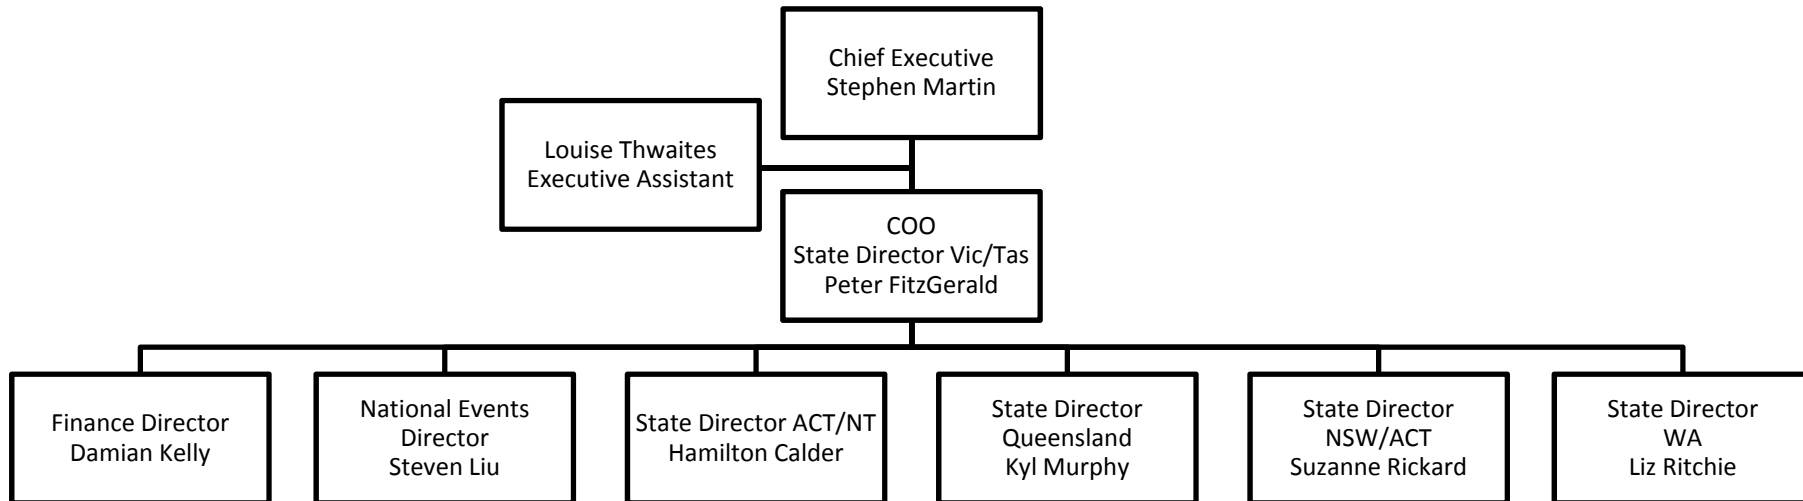 Chief Executive
Stephen Martin
Louise Thwaites
Executive Assistant
COO
State Director Vic/Tas
Peter FitzGerald
Finance Director
Damian Kelly
National Events
Director
Steven Liu
State Director ACT/NT
Hamilton Calder
State Director
Queensland
Kyl Murphy
State Director
NSW/ACT
Suzanne Rickard
State Director
WA
Liz Ritchie